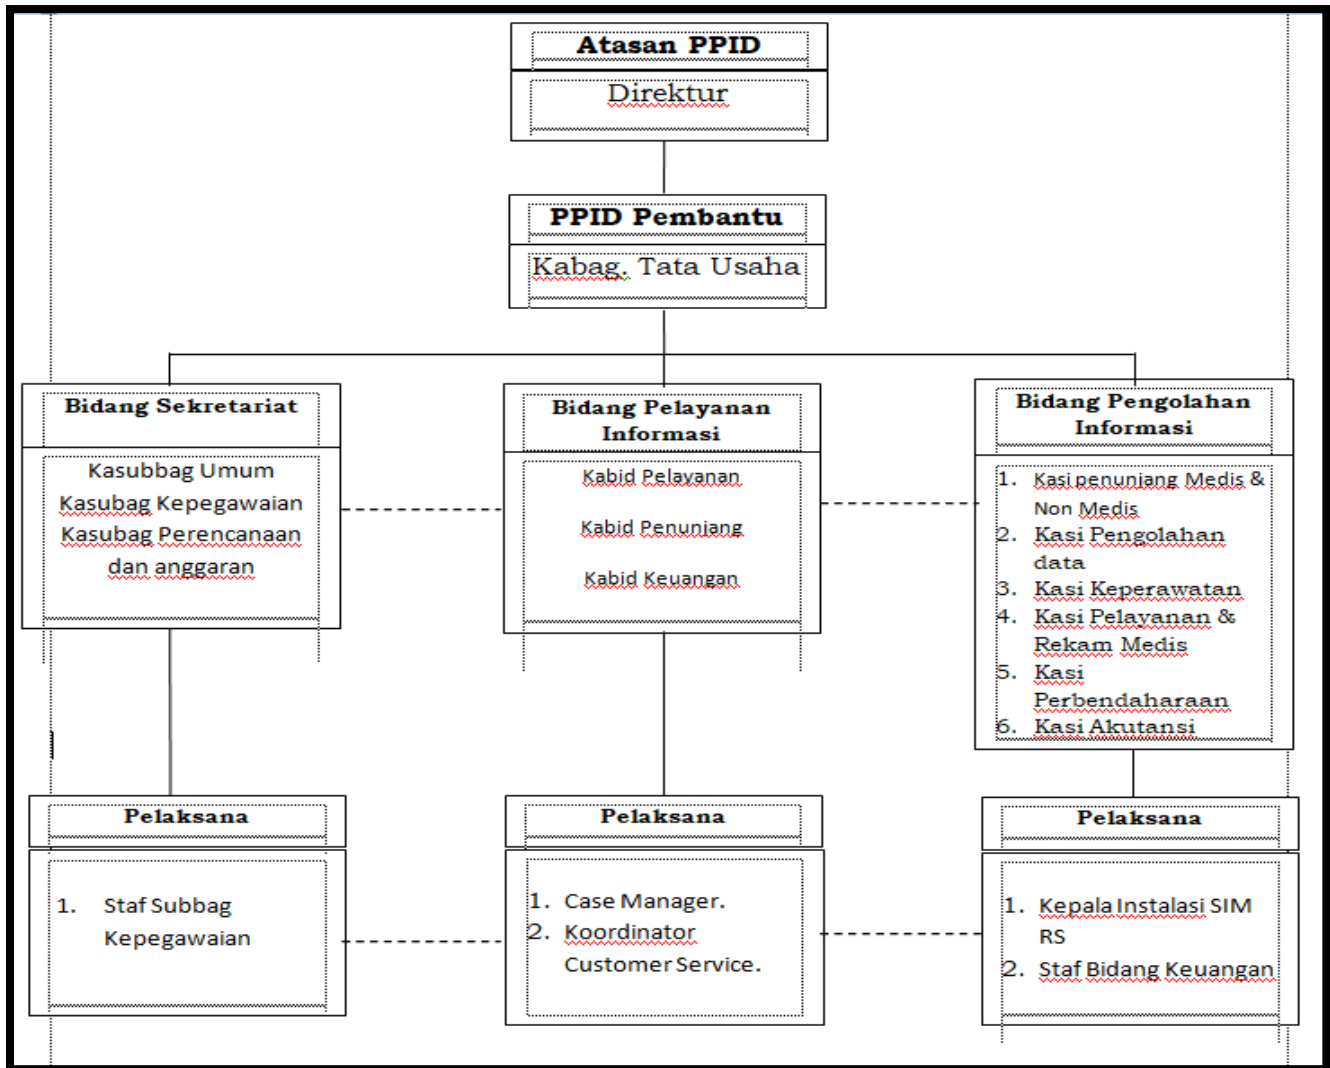 Atasan PPID
Direktur
PPID Pembantu
Kabag. Tata Usaha
Bidang Sekretariat
Kasubbag Umum
Kasubag Kepegawaian
Kasubag Perencanaan
dan anggaran
Bidang Pelayanan
Informasi
Kabid Pelayanan
Kabid Penunjang
Kabid Keuangan
Bidang Pengolahan
Informasi
1. Kasi penunjang Medis &
Non Medis
2. Kasi Pengolahan
data
3. Kasi Keperawatan
4. Kasi Pelayanan &
Rekam Medis
5. Kasi
Perbendaharaan
6. Kasi Akutansi
Pelaksana
1. Staf Subbag
Kepegawaian
Pelaksana
1. Case Manager.
2. Koordinator
Customer Service.
Pelaksana
1. Kepala Instalasi SIM
RS
2. Staf Bidang Keuangan